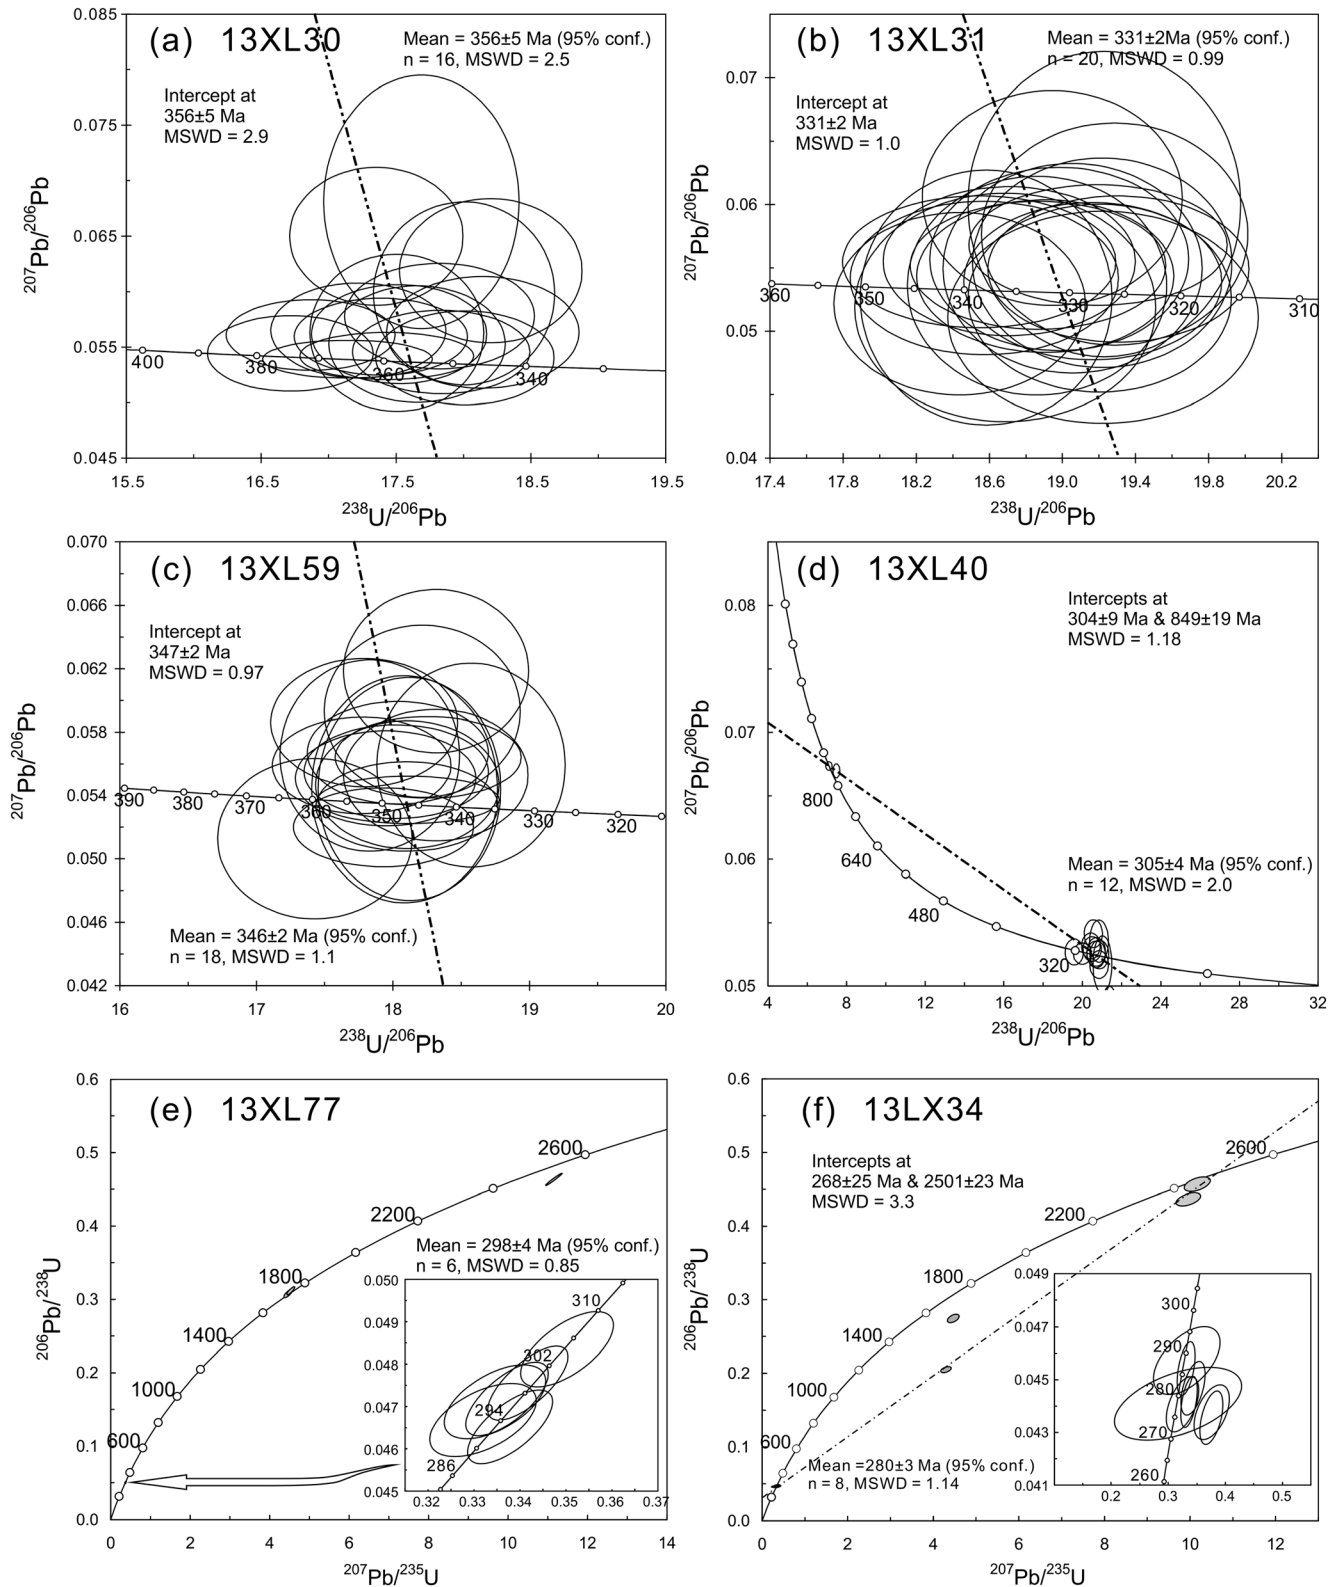 (a) 13XL30
Mean = 356±5 Ma (95% conf.)
n = 16, MSWD = 2.5
Intercept at
356±5 Ma
MSWD = 2.9
0.085
0.075
0.065
0.055
0.045
207Pb/206Pb
400
380
360
340
15.5 16.5 17.5 18.5 19.5
238U/206Pb
(b) 13XL31
Mean = 331±2Ma (95% conf.)
n = 20, MSWD = 0.99
Intercept at
331±2 Ma
MSWD = 1.0
0.07
0.06
0.05
0.04
207Pb/206Pb
360
350
340
330
320
310
17.4 17.8 18.2 18.6 19.0 19.4 19.8 20.2
238U/206Pb
(c) 13XL59
Intercept at
347±2 Ma
MSWD = 0.97
0.070
0.066
0.062
0.058
0.054
0.050
0.046
0.042
207Pb/206Pb
390
380
370
360
350
340
330
320
Mean = 346±2 Ma (95% conf.)
n = 18, MSWD = 1.1
16 17 18 19 20
238U/206Pb
(d) 13XL40
Intercepts at
304±9 Ma & 849±19 Ma
MSWD = 1.18
0.08
0.07
0.06
0.05
207Pb/206Pb
800
640
480
320
Mean = 305±4 Ma (95% conf.)
n = 12, MSWD = 2.0
4 8 12 16 20 24 28 32
238U/206Pb
(e) 13XL77
0.6
0.5
0.4
0.3
0.2
0.1
0.0
206Pb/238U
2600
2200
1800
1400
1000
600
Mean = 298±4 Ma (95% conf.)
n = 6, MSWD = 0.85
0.050
0.049
0.048
0.047
0.046
0.045
310
302
294
286
0.32 0.33 0.34 0.35 0.36 0.37
0 2 4 6 8 10 12 14
207Pb/235U
(f) 13LX34
Intercepts at
268±25 Ma & 2501±23 Ma
MSWD = 3.3
0.6
0.5
0.4
0.3
0.2
0.1
0.0
206Pb/238U
2600
2200
1800
1400
1000
600
0.049
0.047
0.045
0.043
0.041
300
290
280
270
260
0.2 0.3 0.4 0.5
Mean =280±3 Ma (95% conf.)
n = 8, MSWD = 1.14
0 2 4 6 8 10 12
207Pb/235U